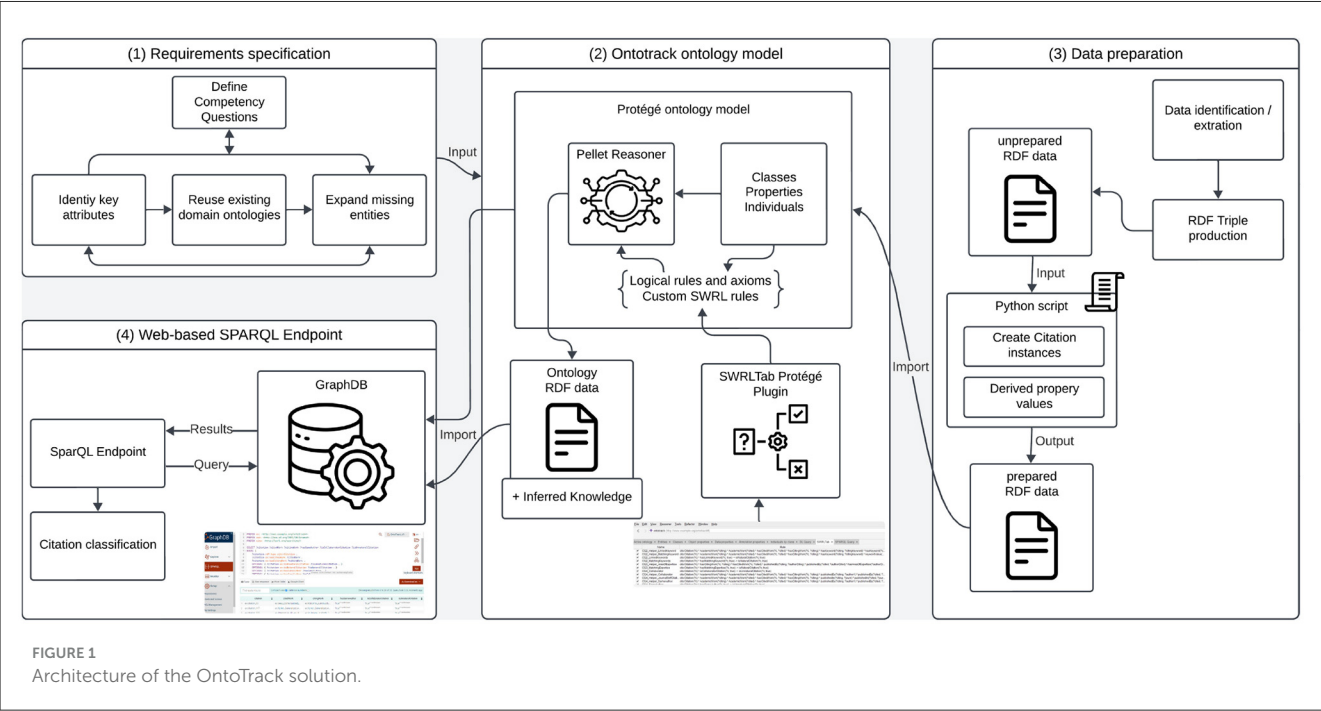 (1) Requirements specification
Define
Competency
Questions
Identiy key
attributes
Reuse existing
domain ontologies
Expand missing
entities
Input
(2) Ontotrack ontology model
Protégé ontology model
Pellet Reasoner
Classes
Properties
Individuals
Logical rules and axioms
Custom SWRL rules
Ontology
RDF data
+ Inferred Knowledge
SWRLTab Protégé
Plugin
(3) Data preparation
Data identification /
extration
RDF Triple
production
unprepared
RDF data
Input
Python script
Create Citation
instances
Derived propery
values
Output
prepared
RDF data
Import
(4) Web-based SPARQL Endpoint
GraphDB
Results
Query
SparQL Endpoint
Citation classification
Import
GraphDB
FIGURE 1
Architecture of the OntoTrack solution.